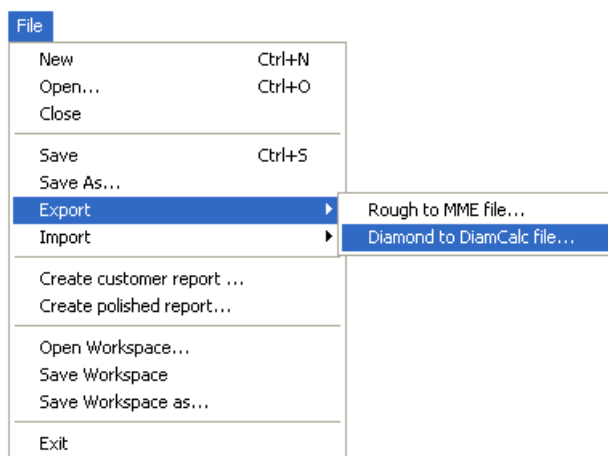 File
New Ctrl+N
Open... Ctrl+O
Close
Save Ctrl+S
Save As...
Export
Rough to MME file...
Import
Diamond to DiamCalc file...
Create customer report ...
Create polished report...
Open Workspace...
Save Workspace
Save Workspace as...
Exit